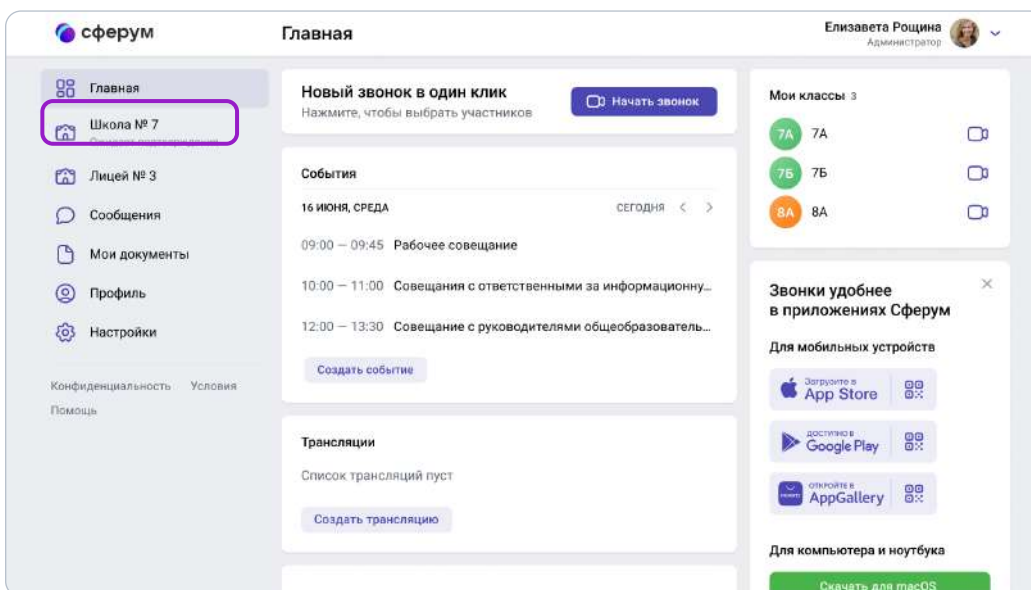 сферум
Главная
Елизавета Рощина
Администратор
Главная
Школа № 7
Ожидает подтверждения
Лицей № 3
Сообщения
Мои документы
Профиль
Настройки
Конфиденциальность Условия
Помощь
Новый звонок в один клик
Нажмите, чтобы выбрать участников
Начать звонок
События
16 ИЮНЯ, СРЕДА
СЕГОДНЯ
09:00 — 09:45 Рабочее совещание
10:00 — 11:00 Совещания с ответственными за информационну...
12:00 — 13:30 Совещание с руководителями общеобразователь...
Создать событие
Трансляции
Список трансляций пуст
Создать трансляцию
Мои классы 3
7А 7А
7Б 7Б
8А 8А
Звонки удобнее
в приложениях Сферум
Для мобильных устройств
Загрузите в
App Store
ДОСТУПНО В
Google Play
ОТКРОЙТЕ В
AppGallery
Для компьютера и ноутбука
Скачать для macOS